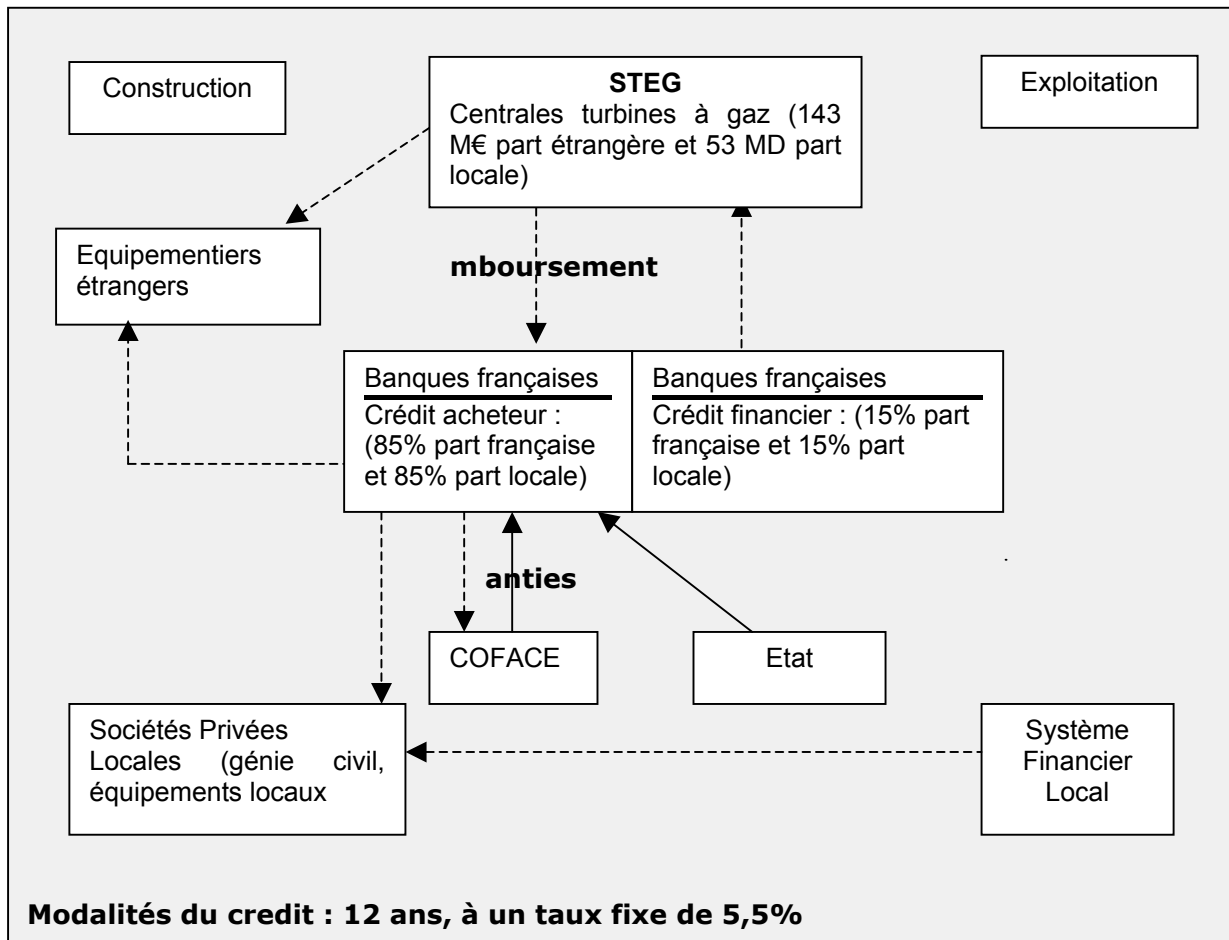 Construction
STEG
Centrales turbines à gaz (143
M€ part étrangère et 53 MD part
locale)
Exploitation
Equipementiers
étrangers
mboursement
Banques françaises
Crédit acheteur :
(85% part française
et 85% part locale)
Banques françaises
Crédit financier : (15% part
française et 15% part
locale)
anties
COFACE
Etat
Sociétés Privées
Locales (génie civil,
équipements locaux
Système
Financier
Local
Modalités du credit : 12 ans, à un taux fixe de 5,5%